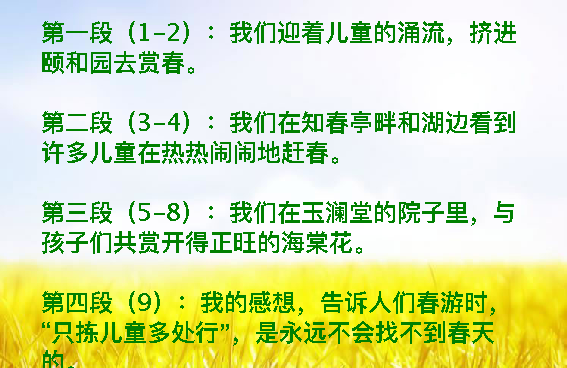 第一段（1-2）：我们迎着儿童的涌流，挤进
颐和园去赏春。
第二段（3-4）：我们在知春亭畔和湖边看到
许多儿童在热热闹闹地赶春。
第三段（5-8）：我们在玉澜堂的院子里，与
孩子们共赏开得正旺的海棠花。
第四段（9）：我的感想，告诉人们春游时，
“只拣儿童多处行”，是永远不会找不到春天
的。